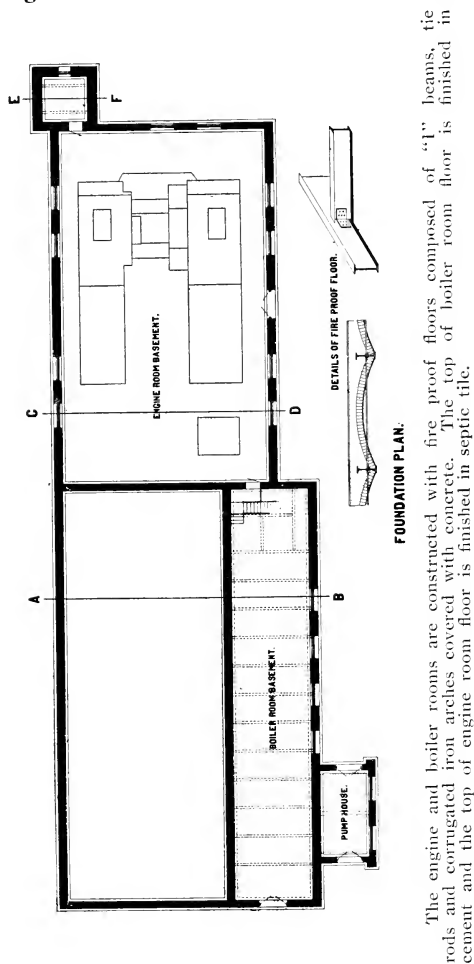 E
F
C
D
A
B
ENGINE ROOM BASEMENT.
BOILER ROOM BASEMENT.
PUMP HOUSE.
DETAILS OF FIRE PROOF FLOOR.
FOUNDATION PLAN.
The engine and boiler rooms are constructed with fire proof floors composed of "I" beams, tie
rods and corrugated iron arches covered with concrete. The top of boiler room floor is finished in
cement and the top of engine room floor is finished in septic tile.